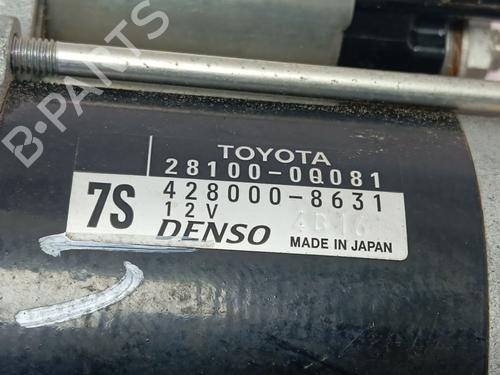 B-PARTS
TOYOTA
28100-0Q081
7S 428000-8631
12V
DENSO MADE IN JAPAN